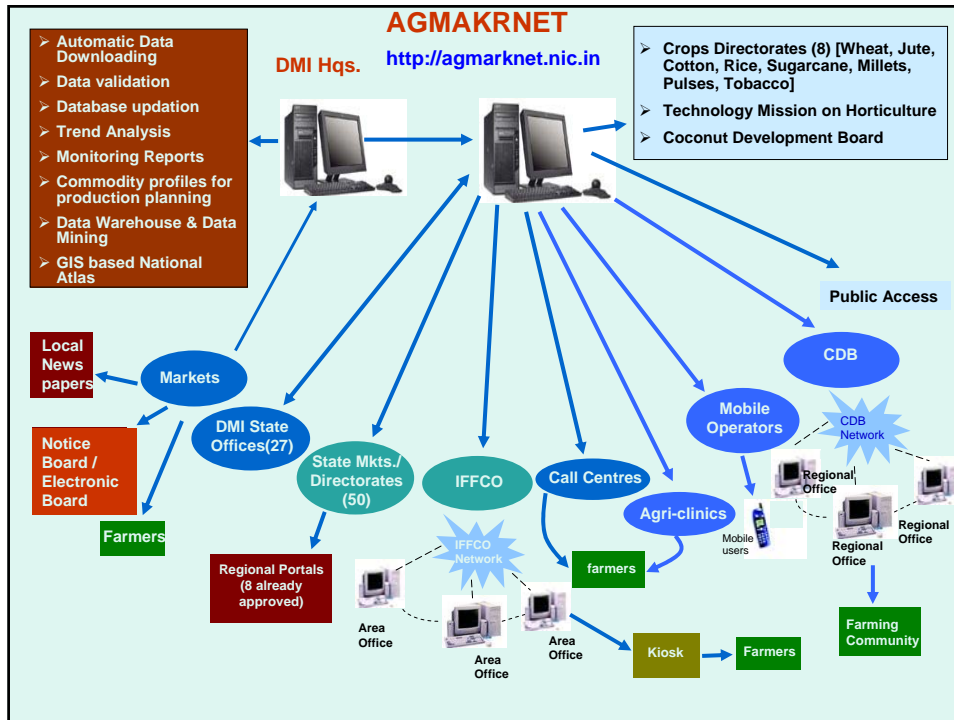 AGMAKRNET
DMI Hqs.
http://agmarknet.nic.in
➢ Automatic Data
Downloading
➢ Data validation
➢ Database updation
➢ Trend Analysis
➢ Monitoring Reports
➢ Commodity profiles for
production planning
➢ Data Warehouse & Data
Mining
➢ GIS based National
Atlas
➢ Crops Directorates (8) [Wheat, Jute,
Cotton, Rice, Sugarcane, Millets,
Pulses, Tobacco]
➢ Technology Mission on Horticulture
➢ Coconut Development Board
Public Access
Local
News
papers
Markets
Notice
Board /
Electronic
Board
Farmers
DMI State
Offices(27)
State Mkts./
Directorates
(50)
Regional Portals
(8 already
approved)
IFFCO
IFFCO
Network
Area
Office
Area
Office
Area
Office
Kiosk
Farmers
Call Centres
Agri-clinics
farmers
Mobile
Operators
Mobile
users
CDB
CDB
Network
Regional
Office
Regional
Office
Regional
Office
Farming
Community